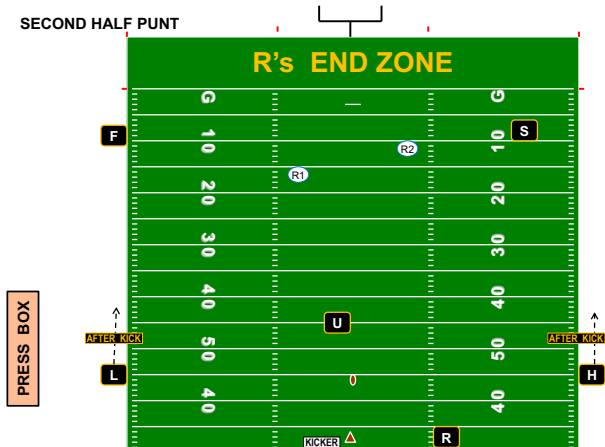 SECOND HALF PUNT
R's END ZONE
G G
F S
10 10
R2
R1
20 20
30 30
40 40
U
PRESS BOX
AFTER KICK AFTER KICK
50 50
L H
40 40
R
KICKER